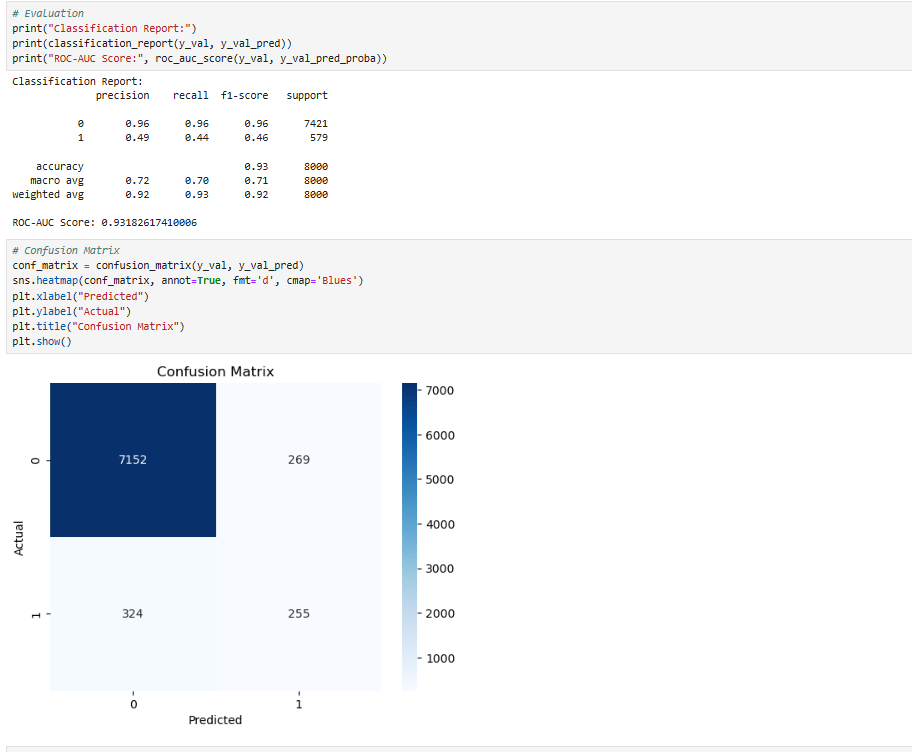 # Evaluation
print("Classification Report:")
print(classification_report(y_val, y_val_pred))
print("ROC-AUC Score:", roc_auc_score(y_val, y_val_pred_proba))
Classification Report:
precision recall f1-score support
0 0.96 0.96 0.96 7421
1 0.49 0.44 0.46 579
accuracy 0.93 8000
macro avg 0.72 0.70 0.71 8000
weighted avg 0.92 0.93 0.92 8000
ROC-AUC Score: 0.93182617410006
# Confusion Matrix
conf_matrix = confusion_matrix(y_val, y_val_pred)
sns.heatmap(conf_matrix, annot=True, fmt='d', cmap='Blues')
plt.xlabel("Predicted")
plt.ylabel("Actual")
plt.title("Confusion Matrix")
plt.show()
Confusion Matrix
7000
6000
5000
4000
3000
2000
1000
0
7152 269
Actual
1
324 255
0 1
Predicted